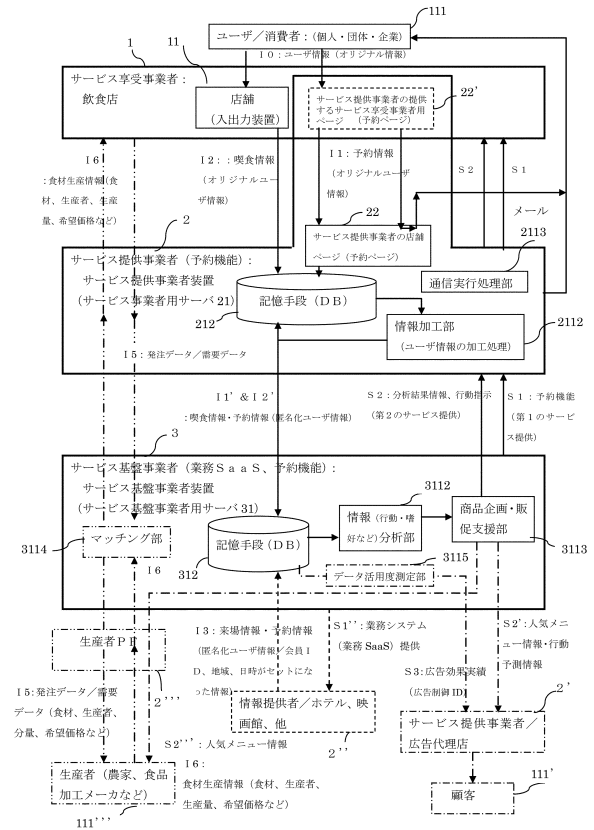 111
ユーザ／消費者：（個人・団体・企業）
Ｉ０：ユーザ情報（オリジナル情報）
1
11
サービス享受事業者：
飲食店
店舗
（入出力装置）
22’
サービス提供事業者の提供
するサービス享受事業者用
ページ （予約ページ）
Ｉ６
：食材生産情報（食
材、生産者、生産
量、希望価格など）
Ｉ２：：喫食情報
（オリジナルユー
ザ情報）
Ｉ１：予約情報
（オリジナルユーザ
情報）
Ｓ２
Ｓ１
メール
2
22
サービス提供事業者の店舗
ページ（予約ページ）
2113
サービス提供事業者（予約機能）：
サービス提供事業者装置
（サービス事業者用サーバ 21）
212
記憶手段（ＤＢ）
通信実行処理部
情報加工部
（ユーザ情報の加工処理）
2112
Ｉ５：発注データ／需要データ
Ｉ１’＆Ｉ２’
：喫食情報・予約情報（匿名化ユーザ情報）
Ｓ２：分析結果情報、行動指示
（第２のサービス提供）
Ｓ１：予約機能
（第１のサービ
ス提供）
3
サービス基盤事業者（業務ＳａａＳ、予約機能）：
サービス基盤事業者装置
（サービス基盤事業者用サーバ 31）
3112
3114
マッチング部
312
記憶手段（ＤＢ）
情報（行動・嗜
好など）分析部
商品企画・販
促支援部
3113
3115
データ活用度測定部
Ｉ６
生産者ＰＦ
2’’’
Ｉ３：来場情報・予約情報
（匿名化ユーザ情報／会員Ｉ
Ｄ、地域、日時がセットにな
った情報）
S1’’：業務システム
（業務 SaaS）提供
S2’：人気メニ
ュー情報・行動
予測情報
Ｓ３：広告効果実績
（広告制御 ID）
Ｉ５：発注データ／需要
データ（食材、生産者、
分量、希望価格など）
情報提供者／ホテル、映
画館、他
2’’
2’
サービス提供事業者／
広告代理店
S2’’’：人気メニュー情報
Ｉ６：
食材生産情報（食材、生産者、
生産量、希望価格など）
生産者（農家、食品
加工メーカなど）
111’’’
顧客
111’